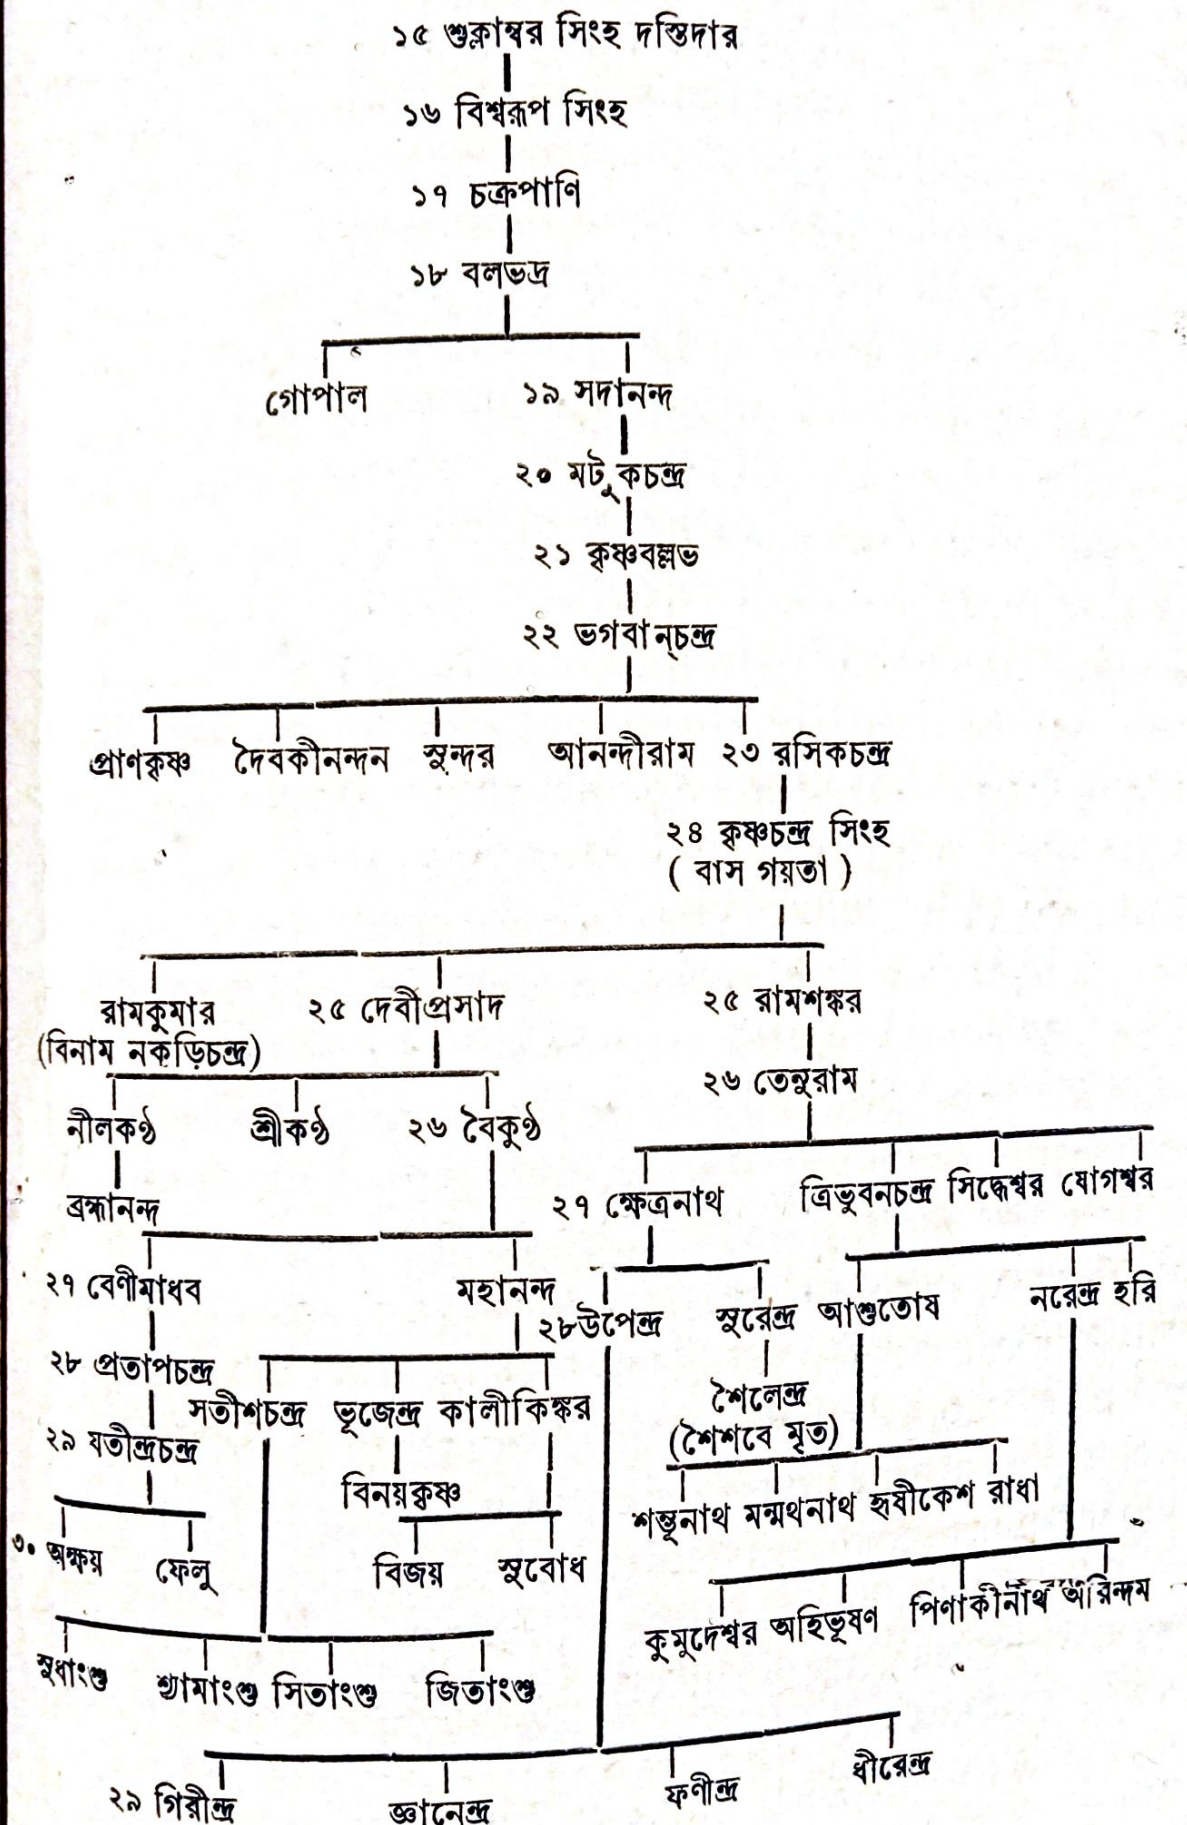 ১৫ শুক্লাম্বর সিংহ দস্তিদার
১৬ বিশ্বরূপ সিংহ
১৭ চক্রপাণি
১৮ বলভদ্র
গোপাল ১৯ সদানন্দ
২০ মটুকচন্দ্র
২১ কৃষ্ণবল্লভ
২২ ভগবান্‌চন্দ্র
প্রাণকৃষ্ণ দৈবকীনন্দন সুন্দর আনন্দীরাম ২৩ রসিকচন্দ্র
২৪ কৃষ্ণচন্দ্র সিংহ
( বাস গয়তা )
রামকুমার ২৫ দেবীপ্রসাদ ২৫ রামশঙ্কর
(বিনাম নকড়িচন্দ্র)
২৬ তেনুরাম
নীলকণ্ঠ শ্রীকণ্ঠ ২৬ বৈকুণ্ঠ
ব্রহ্মানন্দ ২৭ ক্ষেত্রনাথ ত্রিভুবনচন্দ্র সিদ্ধেশ্বর যোগেশ্বর
২৭ বেণীমাধব মহানন্দ
২৮উপেন্দ্র সুরেন্দ্র আশুতোষ নরেন্দ্র হরি
২৮ প্রতাপচন্দ্র
সতীশচন্দ্র ভূজেন্দ্র কালীকিঙ্কর শৈলেন্দ্র
(শৈশবে মৃত)
২৯ যতীন্দ্রচন্দ্র
বিনয়কৃষ্ণ শম্ভূনাথ মন্মথনাথ হৃষীকেশ রাধা
৩০ অক্ষয় ফেলু বিজয় সুবোধ
কুমুদেশ্বর অহিভূষণ পিণাকীনাথ অরিন্দম
সুধাংশু শ্যামাংশু সিতাংশু জিতাংশু
২৯ গিরীন্দ্র জ্ঞানেন্দ্র ফণীন্দ্র ধীরেন্দ্র